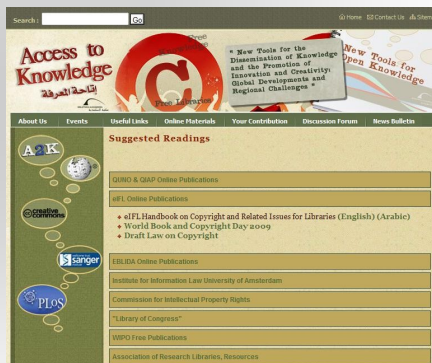 Search :
Go
Home Contact Us Sitem
Access to
Knowledge
إتاحة المعرفة
Free
C
Free Libraries
" New Tools for the
Dissemination of Knowledge
and the Promotion of
Innovation and Creativity:
Global Developments and
Regional Challenges "
New Tools for
Open Knowledge
About Us Events Useful Links Online Materials Your Contribution Discussion Forum News Bulletin
A2K
creative
commons
sanger
PLoS
Suggested Readings
QUNO & QIAP Online Publications
eIFL Online Publications
eIFL Handbook on Copyright and Related Issues for Libraries (English) (Arabic)
World Book and Copyright Day 2009
Draft Law on Copyright
EBLIDA Online Publications
Institute for Information Law University of Amsterdam
Commission for Intellectual Property Rights
"Library of Congress"
WIPO Free Publications
Association of Research Libraries, Resources